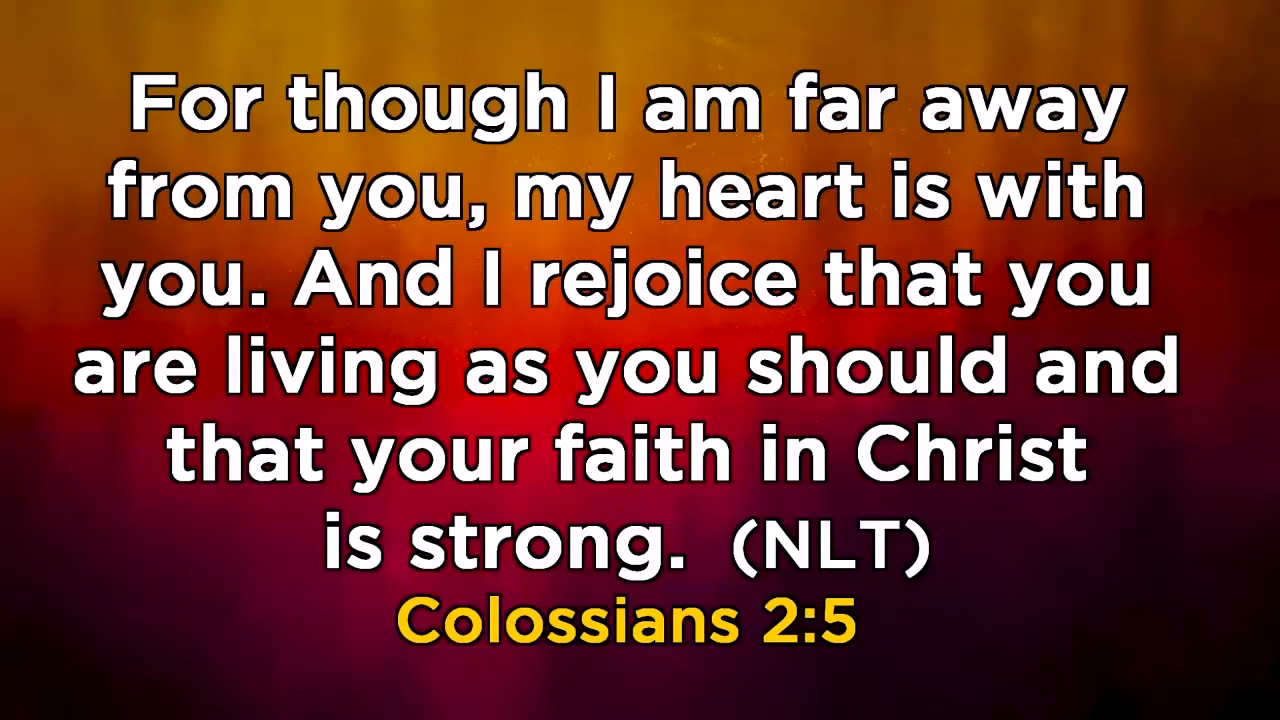 For though I am far away
from you, my heart is with
you. And I rejoice that you
are living as you should and
that your faith in Christ
is strong. (NLT)
Colossians 2:5